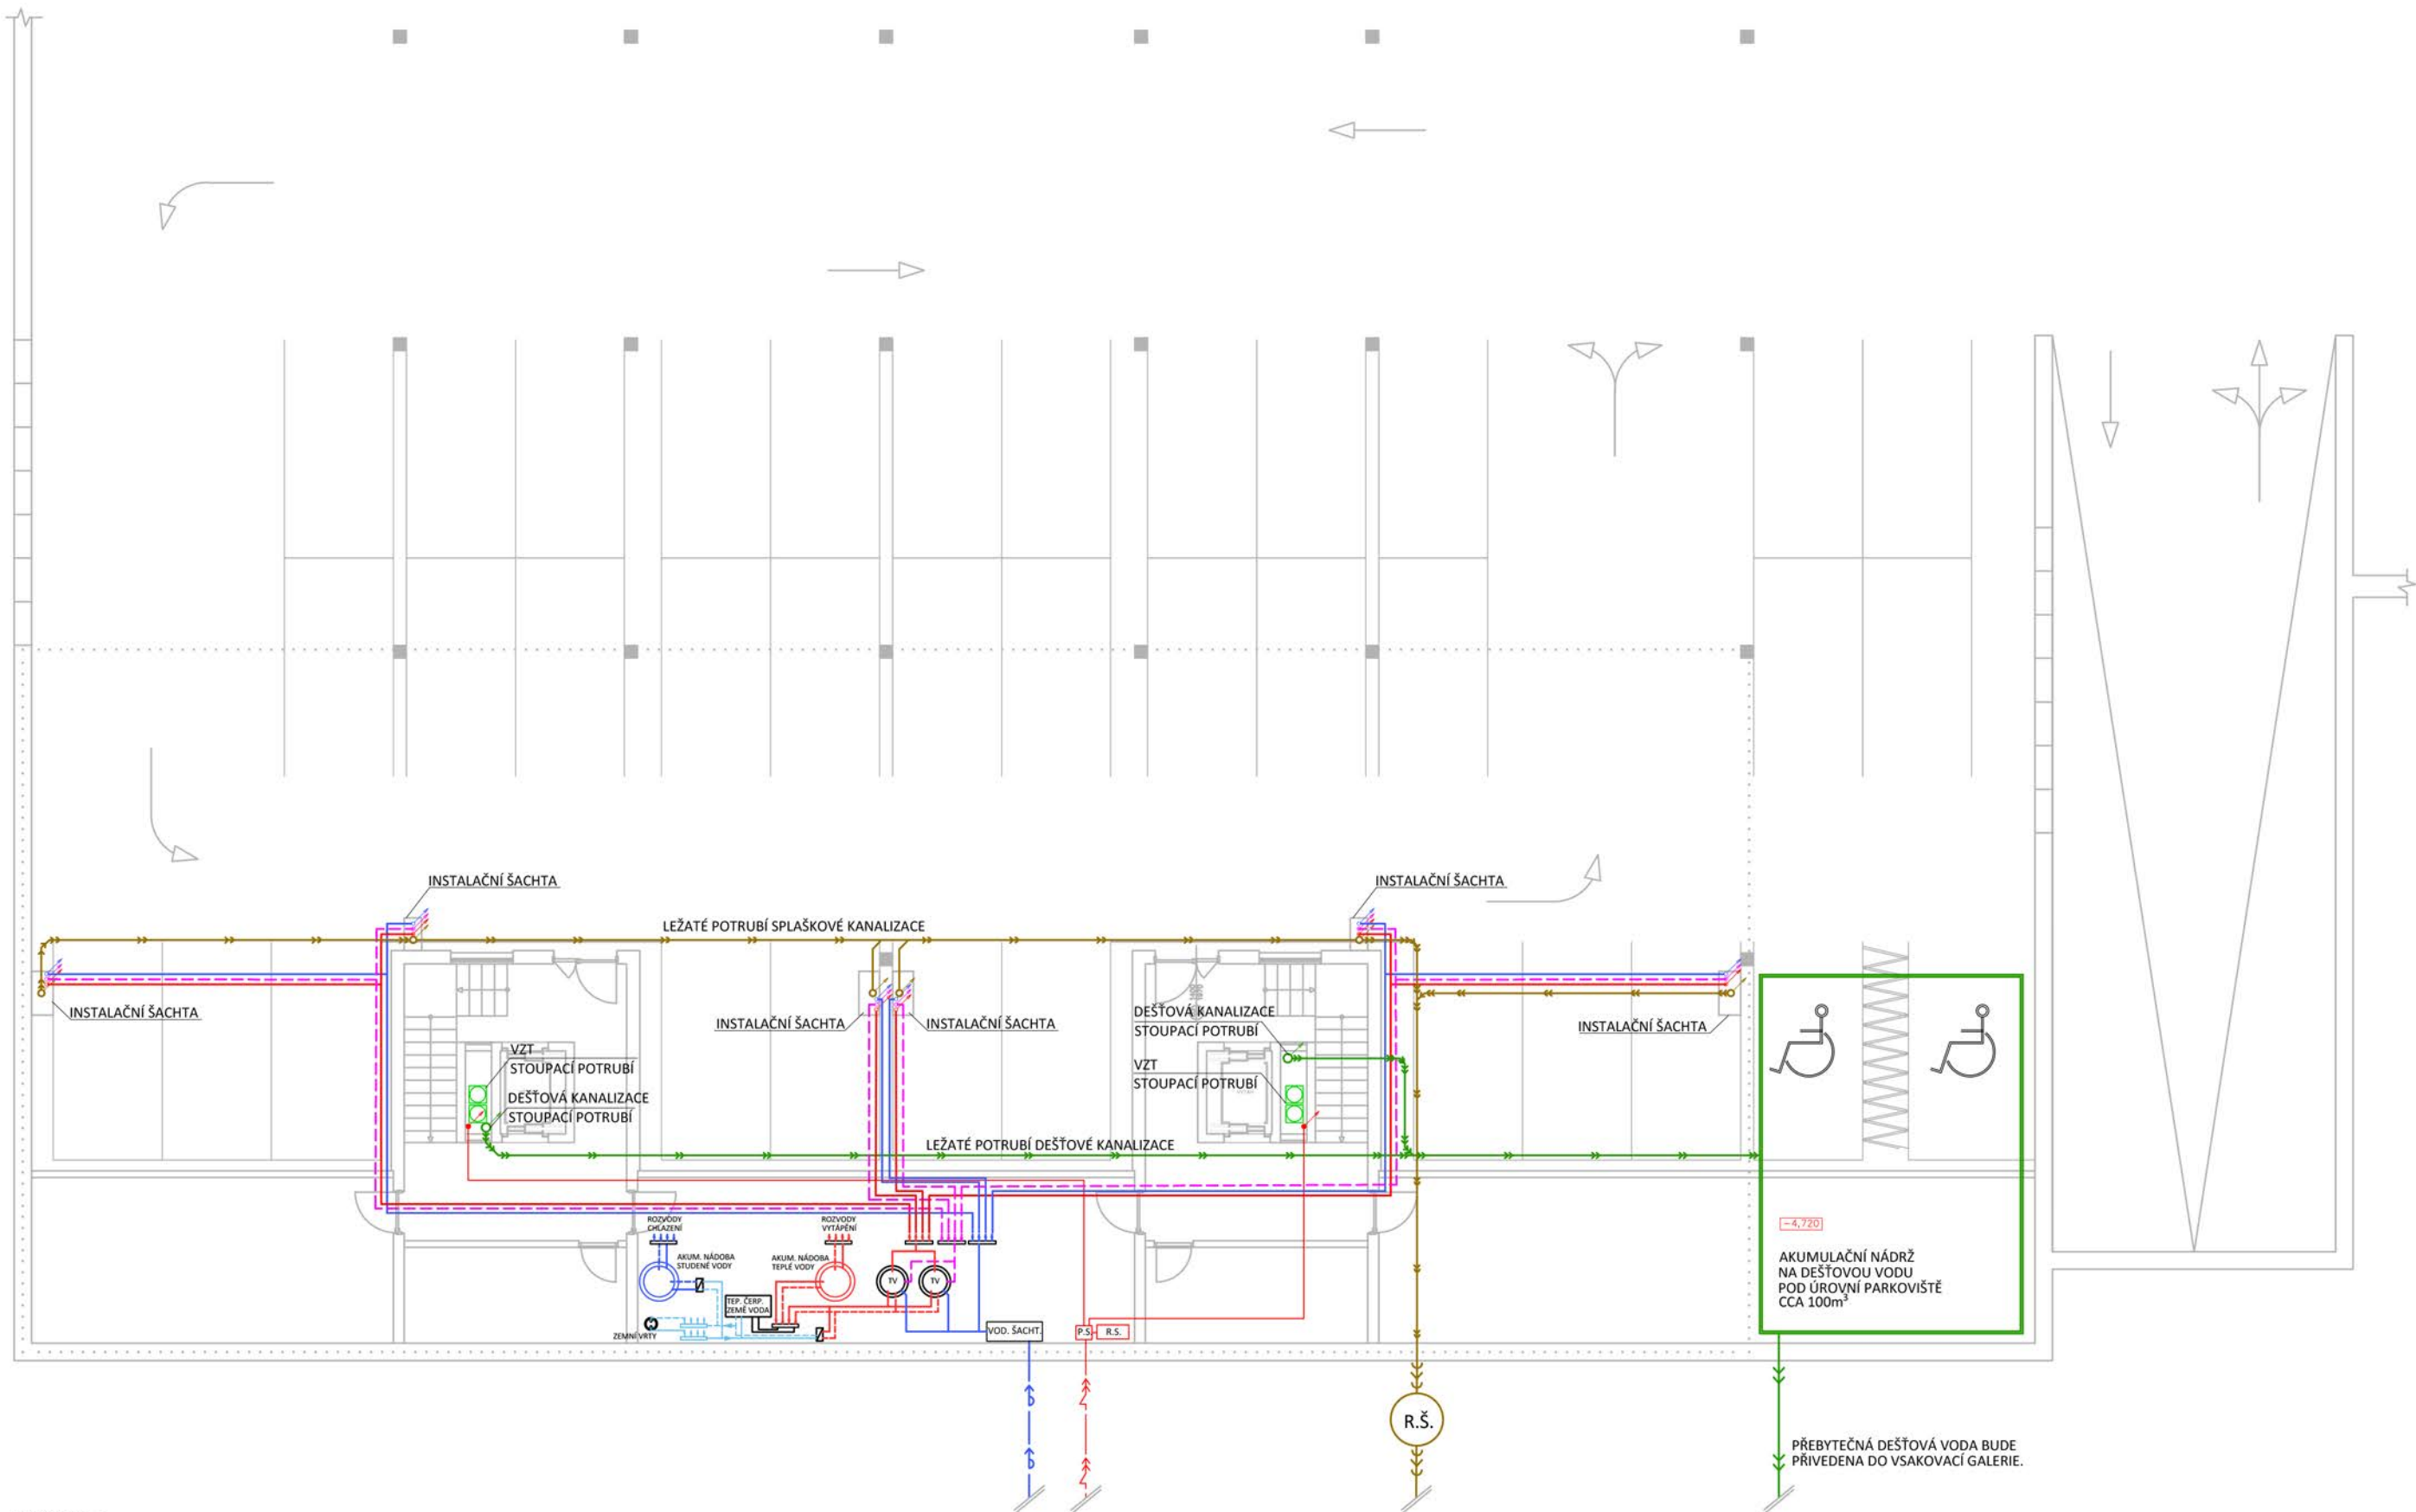 INSTALAČNÍ ŠACHTA
INSTALAČNÍ ŠACHTA
LEŽATÉ POTRUBÍ SPLAŠKOVÉ KANALIZACE
INSTALAČNÍ ŠACHTA
INSTALAČNÍ ŠACHTA
INSTALAČNÍ ŠACHTA
DEŠŤOVÁ KANALIZACE
STOUPACÍ POTRUBÍ
INSTALAČNÍ ŠACHTA
VZT
STOUPACÍ POTRUBÍ
VZT
STOUPACÍ POTRUBÍ
DEŠŤOVÁ KANALIZACE
STOUPACÍ POTRUBÍ
LEŽATÉ POTRUBÍ DEŠŤOVÉ KANALIZACE
ROZVODY
CHLAZENÍ
ROZVODY
VYTÁPĚNÍ
AKUM. NÁDOBA
STUDENÉ VODY
AKUM. NÁDOBA
TEPLÉ VODY
TV
TV
TEP. ČERP.
ZEMĚ VODA
ZEMNÍ VRTY
VOD. ŠACHT.
P.S.
R.S.
-4,720
AKUMULAČNÍ NÁDRŽ
NA DEŠŤOVOU VODU
POD ÚROVNÍ PARKOVIŠTĚ
CCA 100m³
R.Š.
PŘEBYTEČNÁ DEŠŤOVÁ VODA BUDE
PŘIVEDENA DO VSAKOVACÍ GALERIE.